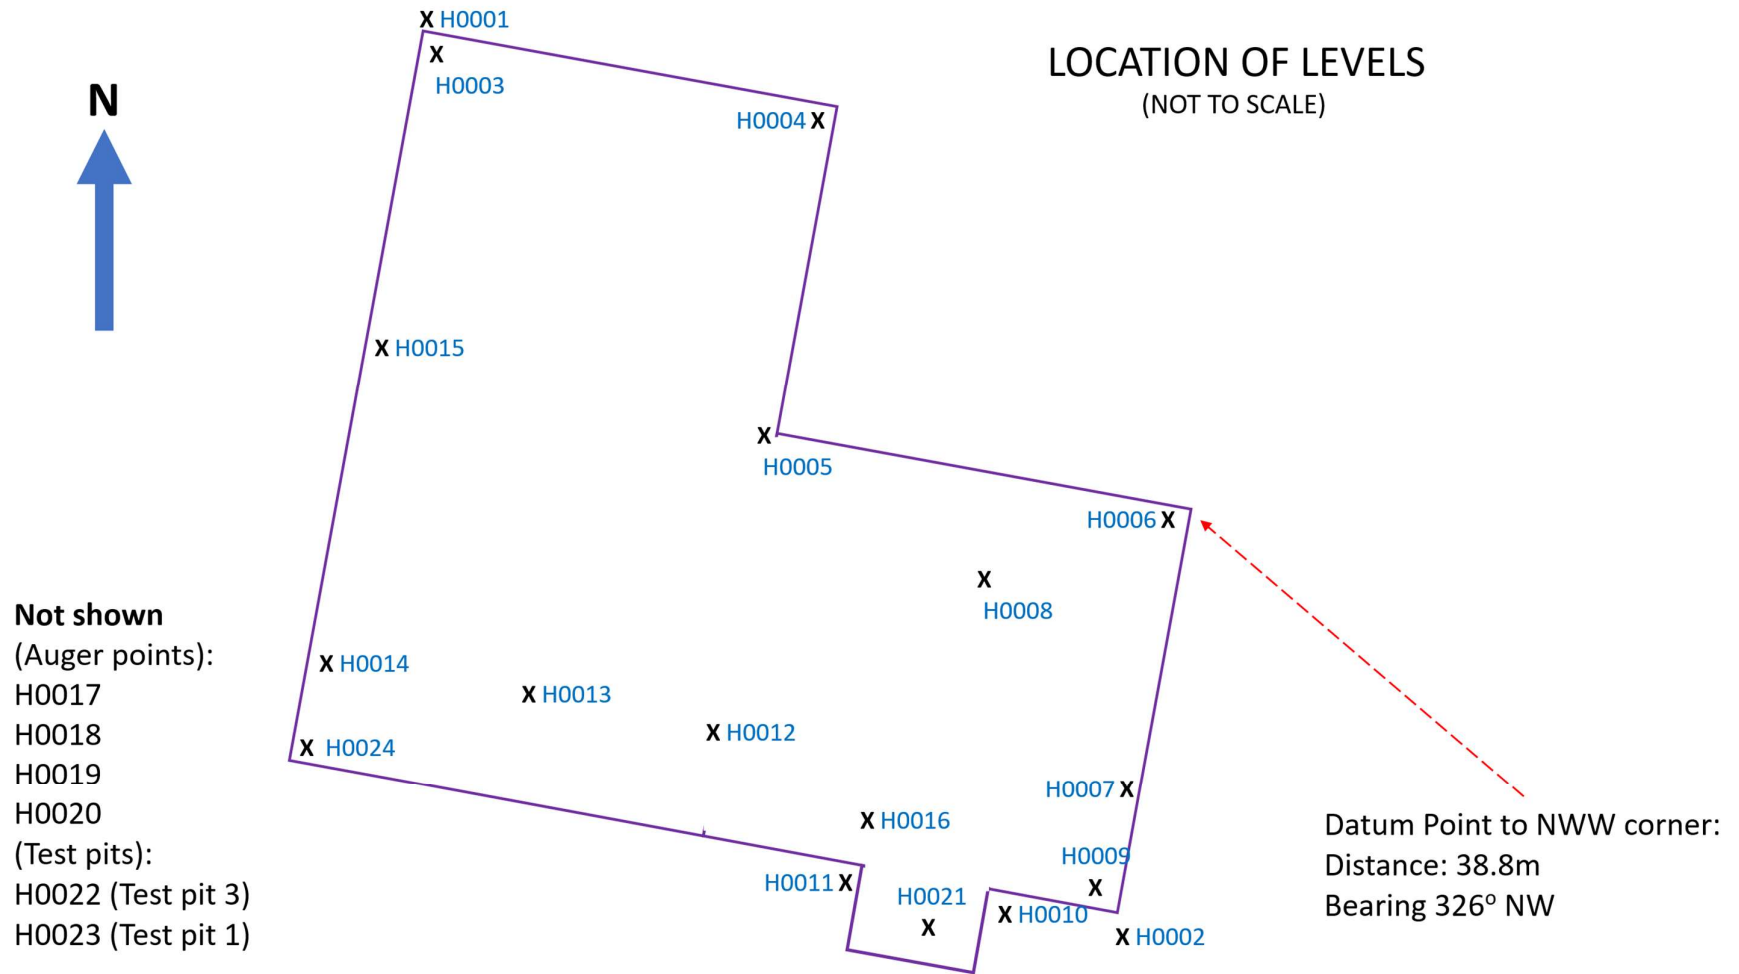 X H0001
LOCATION OF LEVELS
(NOT TO SCALE)
N
X
H0003
H0004 X
X H0015
X
H0005
H0006 X
X
H0008
Not shown
(Auger points):
H0017
H0018
H0019
H0020
(Test pits):
H0022 (Test pit 3)
H0023 (Test pit 1)
X H0014
X H0013
X H0012
X H0024
H0007 X
X H0016
H0009
X
H0011 X
H0021
X
X H0010
X H0002
Datum Point to NWW corner:
Distance: 38.8m
Bearing 326º NW